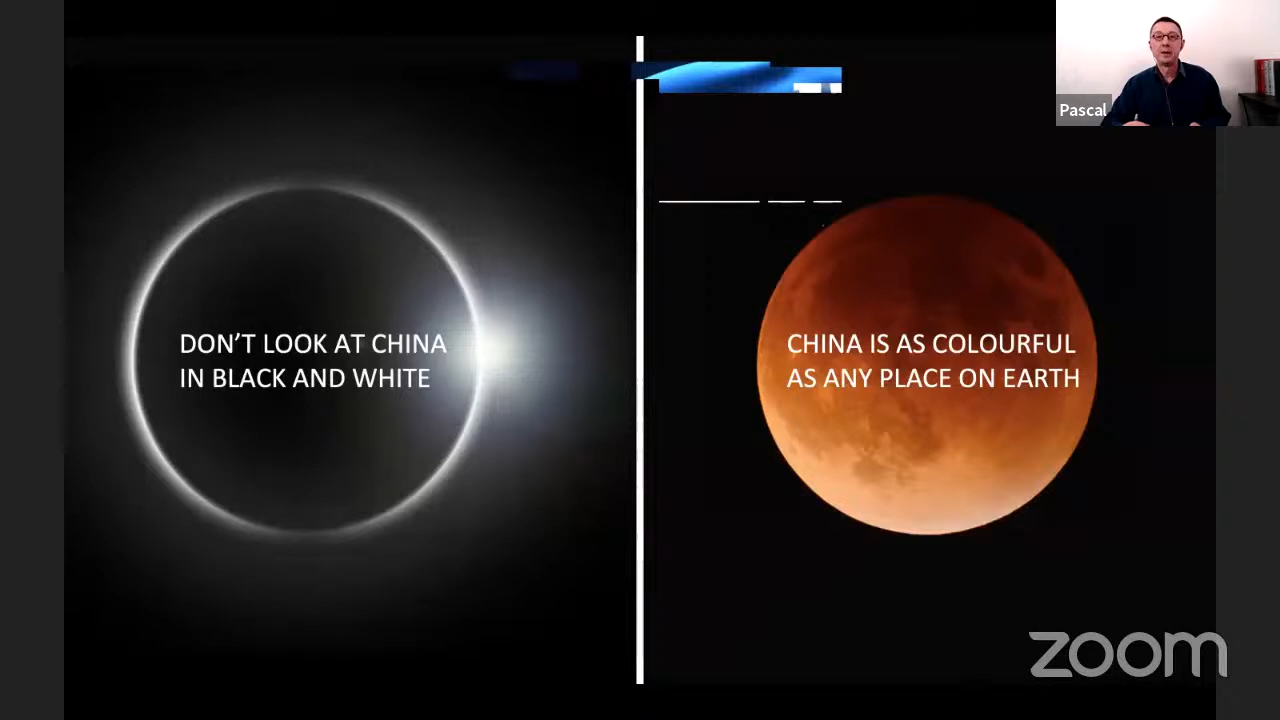 Pascal
DON'T LOOK AT CHINA
IN BLACK AND WHITE
CHINA IS AS COLOURFUL
AS ANY PLACE ON EARTH
zoom